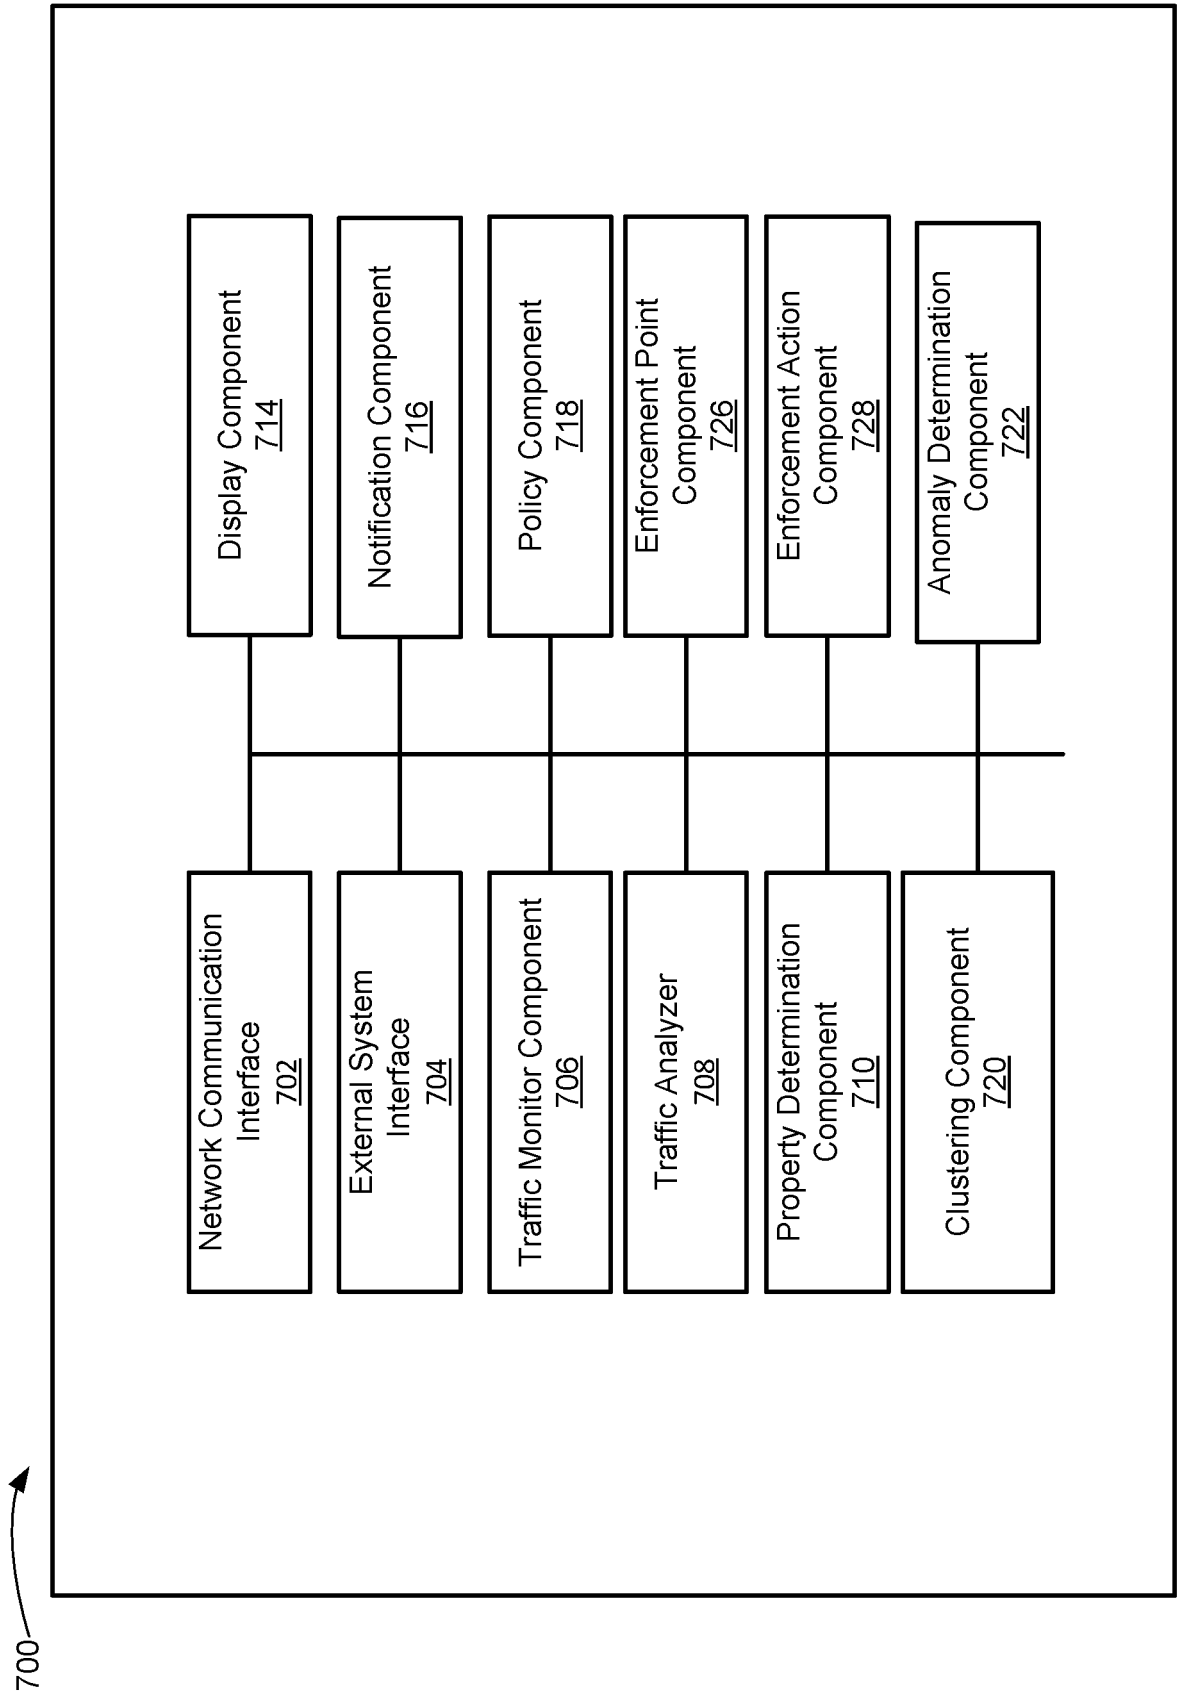 700
Network Communication
Interface
702
External System
Interface
704
Traffic Monitor Component
706
Traffic Analyzer
708
Property Determination
Component
710
Clustering Component
720
Display Component
714
Notification Component
716
Policy Component
718
Enforcement Point
Component
726
Enforcement Action
Component
728
Anomaly Determination
Component
722